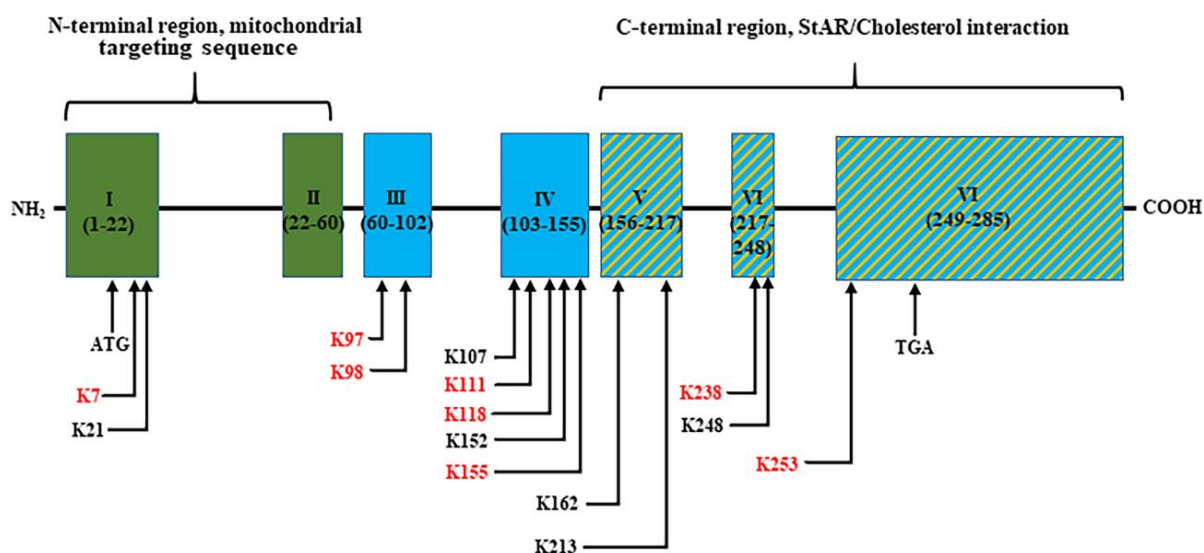 N-terminal region, mitochondrial
targeting sequence
C-terminal region, StAR/Cholesterol interaction
NH₂
I
(1-22)
II
(22-60)
III
(60-102)
IV
(103-155)
V
(156-217)
VI
(217-
248)
VI
(249-285)
COOH
ATG
K7
K21
K97
K98
K107
K111
K118
K152
K155
K162
K213
K238
K248
K253
TGA